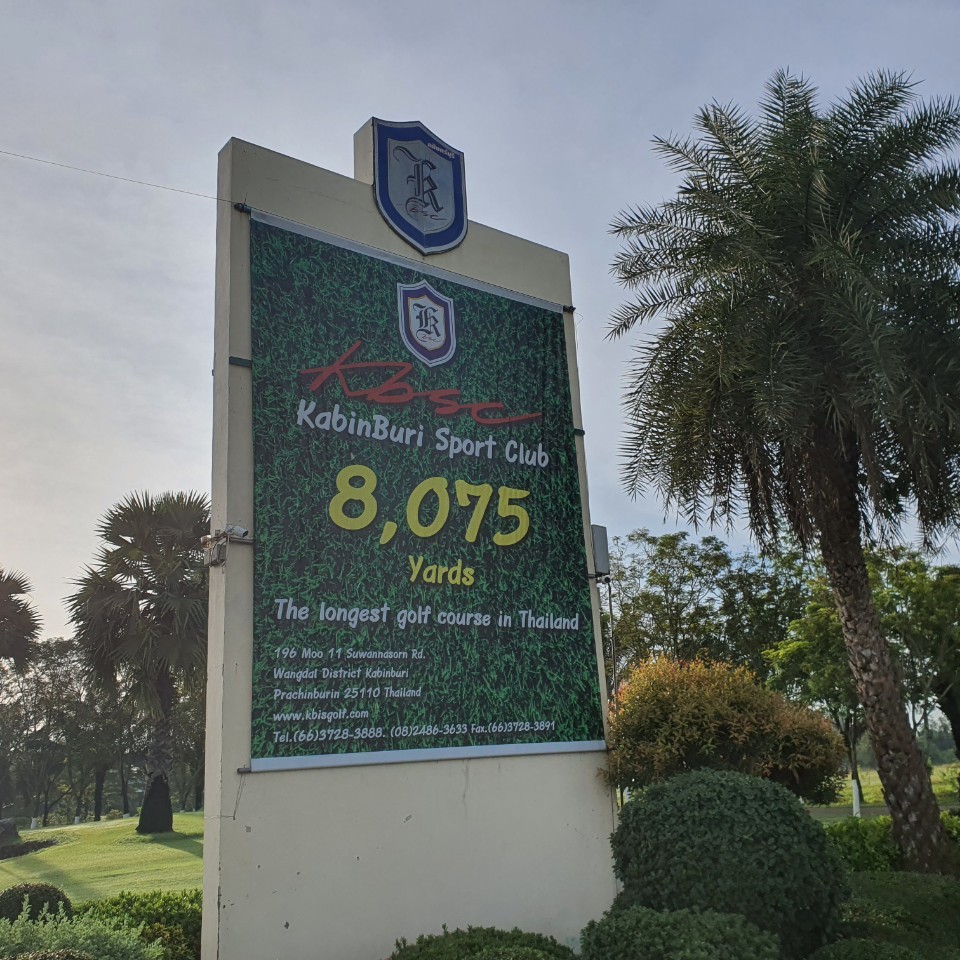 K
bsc
K
Kbsc
KabinBuri Sport Club
8,075
Yards
The longest golf course in Thailand
196 Moo 11 Suwannasorn Rd.
Wangdal District Kabinburi
Prachinburin 25110 Thailand
www.kbisgolf.com
Tel.(66)3728-3888. (08)2486-3633 Fax.(66)3728-3891